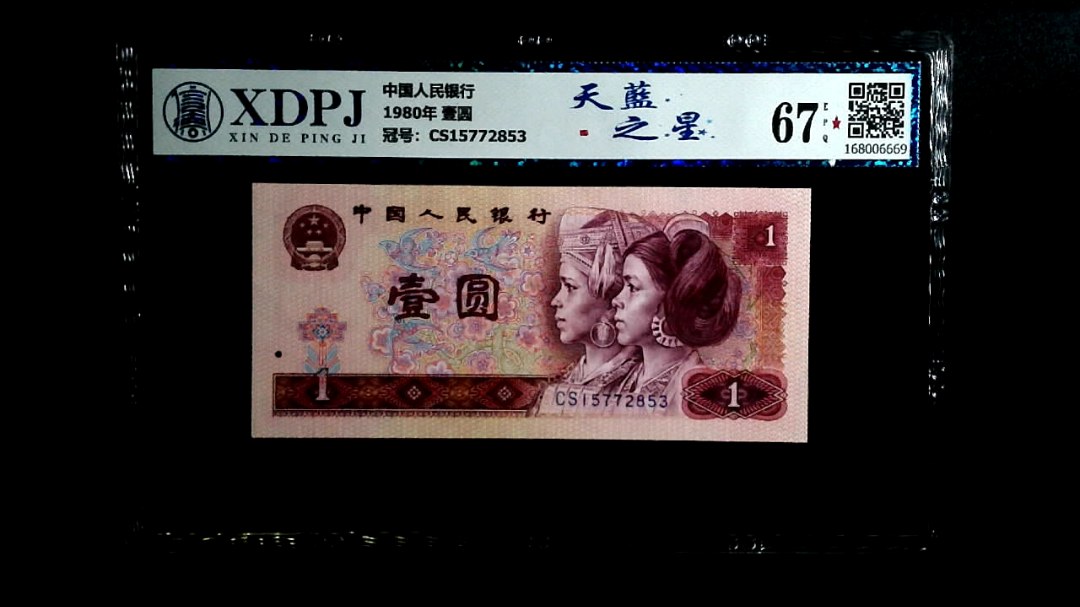 XDPJ
XIN DE PING JI
中国人民银行
1980年 壹圆
冠号: CS15772853
天藍
之星
67 EPQ ★
168006669
中国人民银行
壹圆
1
1
CS15772853
1